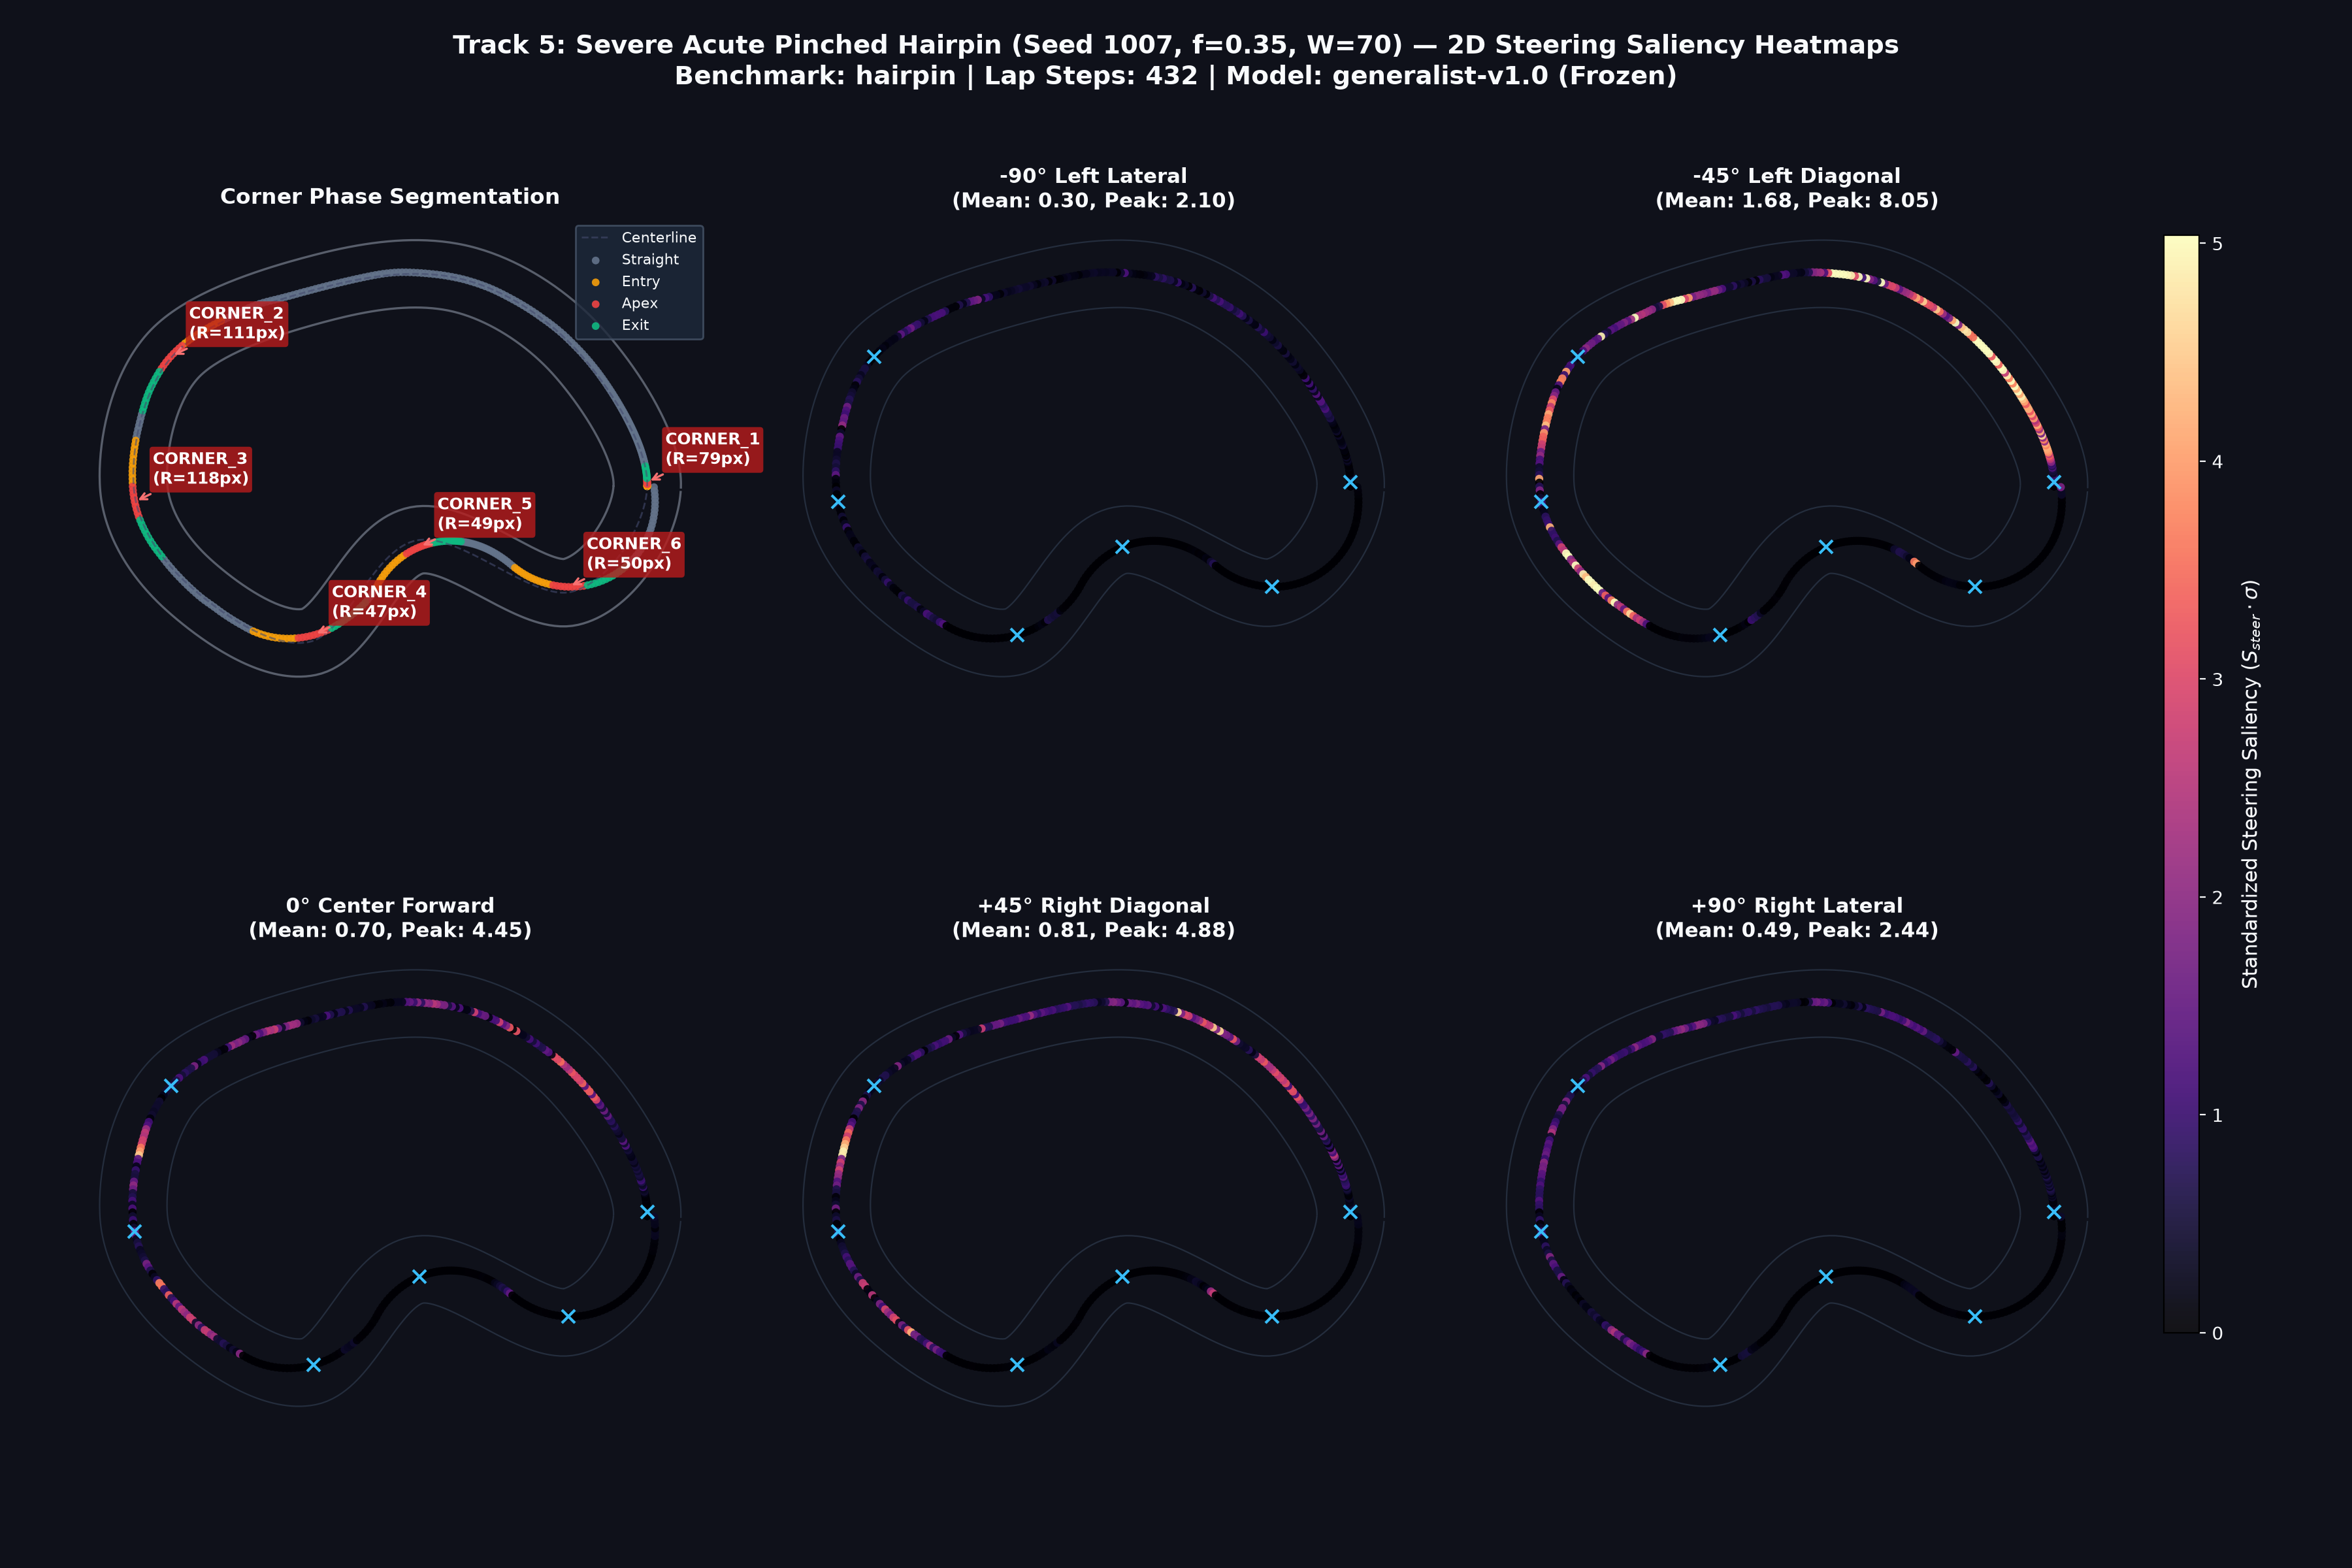 Track 5: Severe Acute Pinched Hairpin (Seed 1007, f=0.35, W=70) — 2D Steering Saliency Heatmaps
Benchmark: hairpin | Lap Steps: 432 | Model: generalist-v1.0 (Frozen)
Corner Phase Segmentation
Centerline
Straight
Entry
Apex
Exit
CORNER_2
(R=111px)
CORNER_1
(R=79px)
CORNER_3
(R=118px)
CORNER_5
(R=49px)
CORNER_6
(R=50px)
CORNER_4
(R=47px)
-90° Left Lateral
(Mean: 0.30, Peak: 2.10)
-45° Left Diagonal
(Mean: 1.68, Peak: 8.05)
0° Center Forward
(Mean: 0.70, Peak: 4.45)
+45° Right Diagonal
(Mean: 0.81, Peak: 4.88)
+90° Right Lateral
(Mean: 0.49, Peak: 2.44)
5
4
3
2
1
0
Standardized Steering Saliency (S_steer · σ)